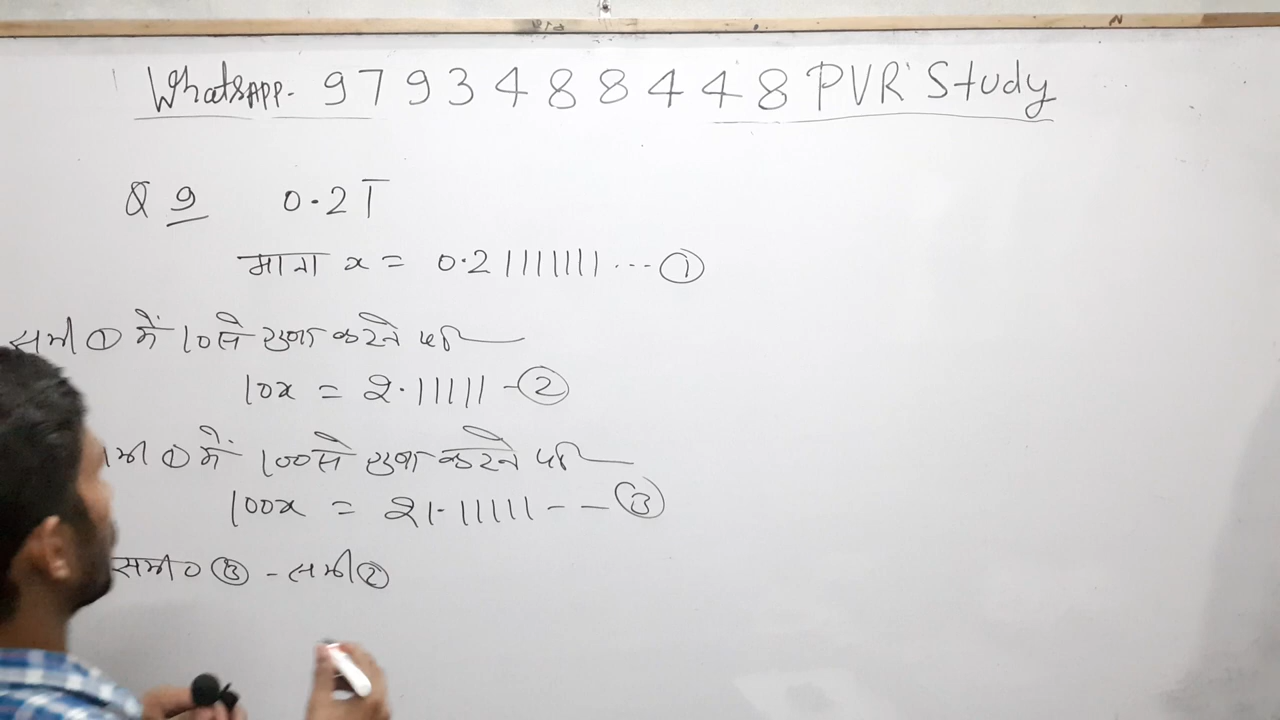 WhatsAPP. 9793488448 PVR Study
Q 9 0.21̅
माना x = 0.21111111 ... ①
समी ① में 10 से गुणा करने पर
10x = 2.11111 - ②
समी ① में 100 से गुणा करने पर
100x = 21.11111 - - ③
समी० ③ - समी ②